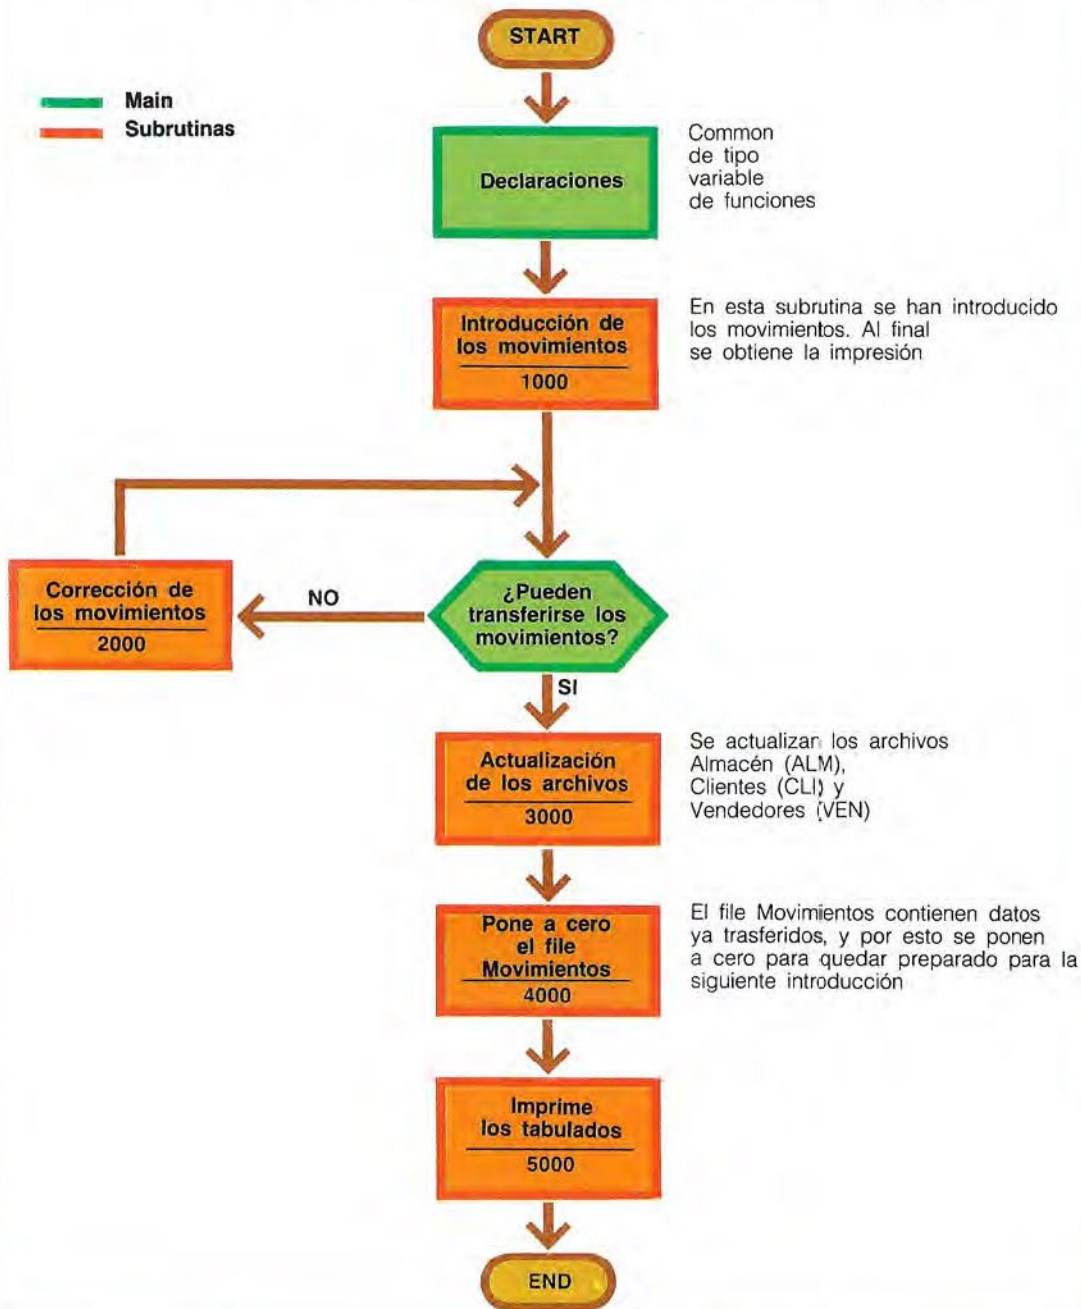 START
Main
Subrutinas
Declaraciones
Common
de tipo
variable
de funciones
Introducción de
los movimientos
1000
En esta subrutina se han introducido
los movimientos. Al final
se obtiene la impresión
Corrección de
los movimientos
2000
NO
¿Pueden
transferirse los
movimientos?
SI
Actualización
de los archivos
3000
Se actualizan los archivos
Almacén (ALM),
Clientes (CLI) y
Vendedores (VEN)
Pone a cero
el file
Movimientos
4000
El file Movimientos contienen datos
ya trasferidos, y por esto se ponen
a cero para quedar preparado para la
siguiente introducción
Imprime
los tabulados
5000
END